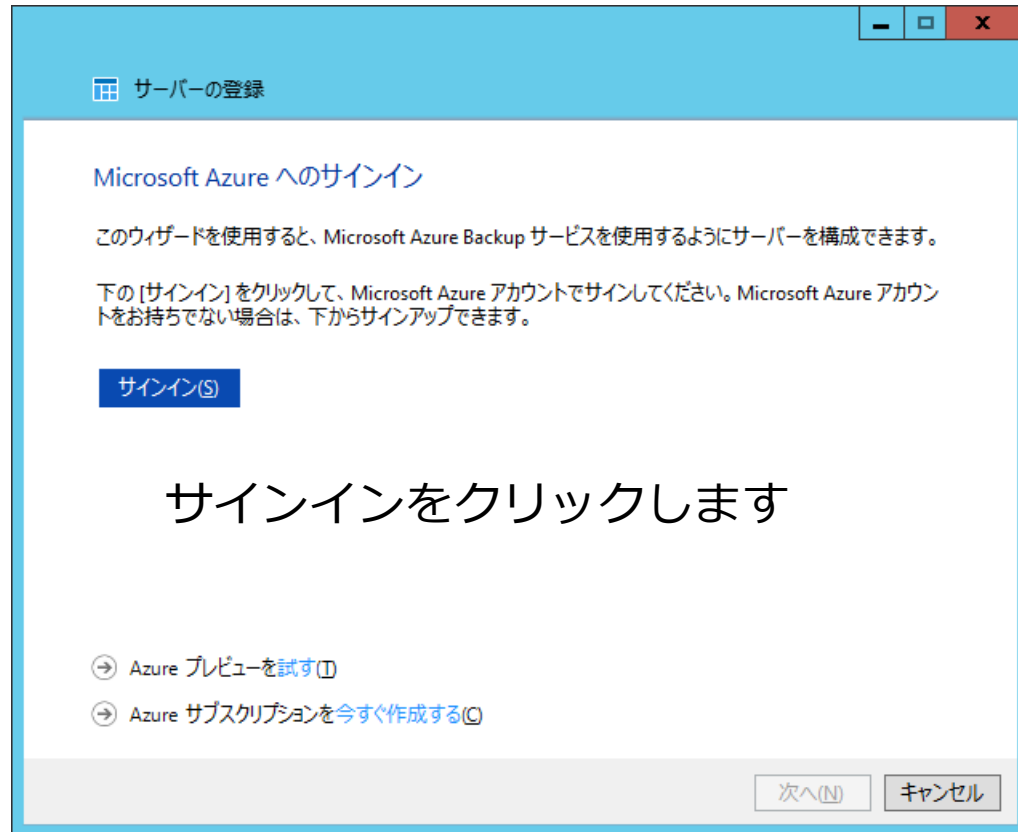 サーバーの登録
Microsoft Azure へのサインイン
このウィザードを使用すると、Microsoft Azure Backup サービスを使用するようにサーバーを構成できます。
下の [サインイン] をクリックして、Microsoft Azure アカウントでサインしてください。Microsoft Azure アカウン
トをお持ちでない場合は、下からサインアップできます。
サインイン(S)
サインインをクリックします
Azure プレビューを試す(T)
Azure サブスクリプションを今すぐ作成する(C)
次へ(N) キャンセル